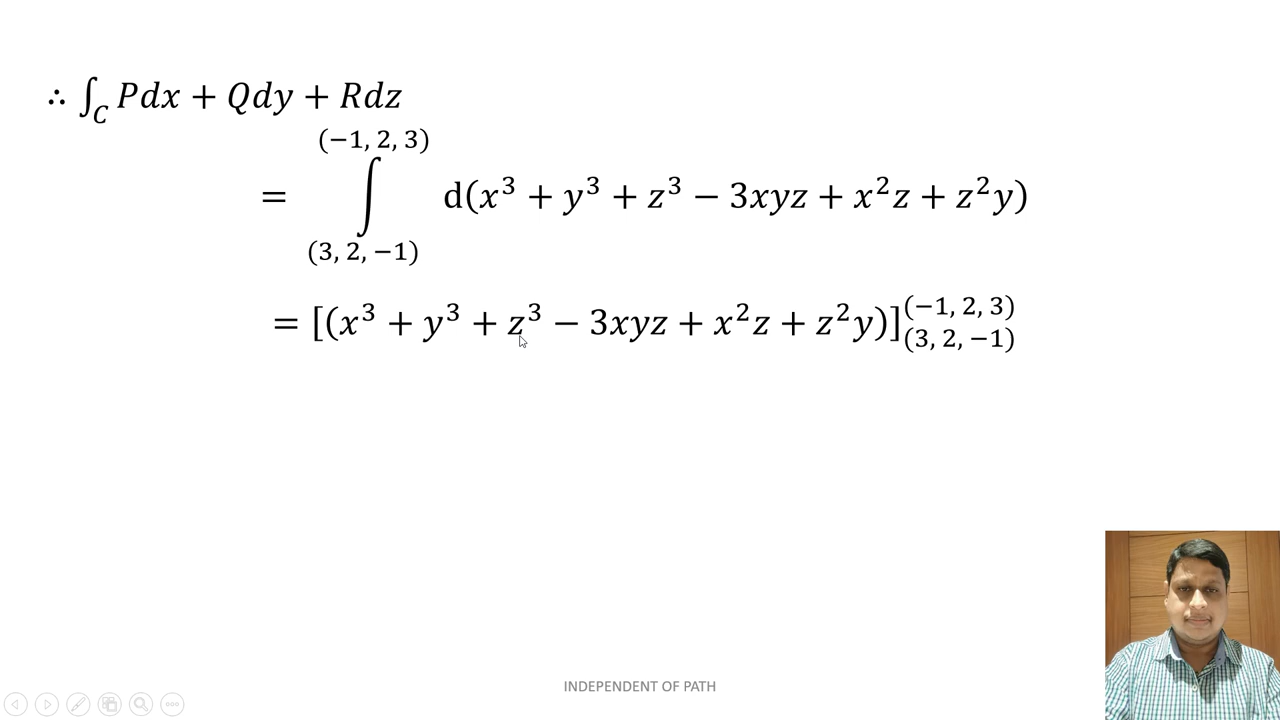 ∴ ∫_C Pdx + Qdy + Rdz
(−1, 2, 3)
= ∫ d(x³ + y³ + z³ − 3xyz + x²z + z²y)
(3, 2, −1)
= [(x³ + y³ + z³ − 3xyz + x²z + z²y)]_(3, 2, −1)^(−1, 2, 3)
INDEPENDENT OF PATH